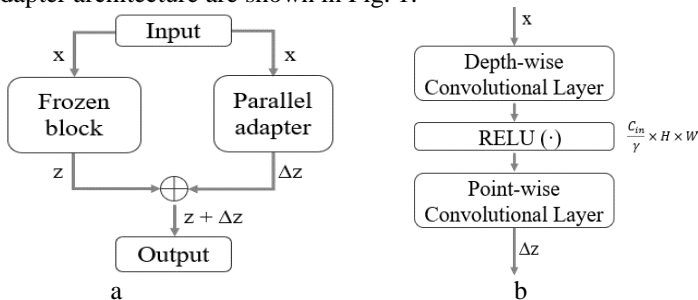 dapter architecture are shown in Fig. 1.
Input
x
x
Frozen
block
Parallel
adapter
z
Δz
z + Δz
Output
a
x
Depth-wise
Convolutional Layer
RELU (·)
C_in/γ × H × W
Point-wise
Convolutional Layer
Δz
b